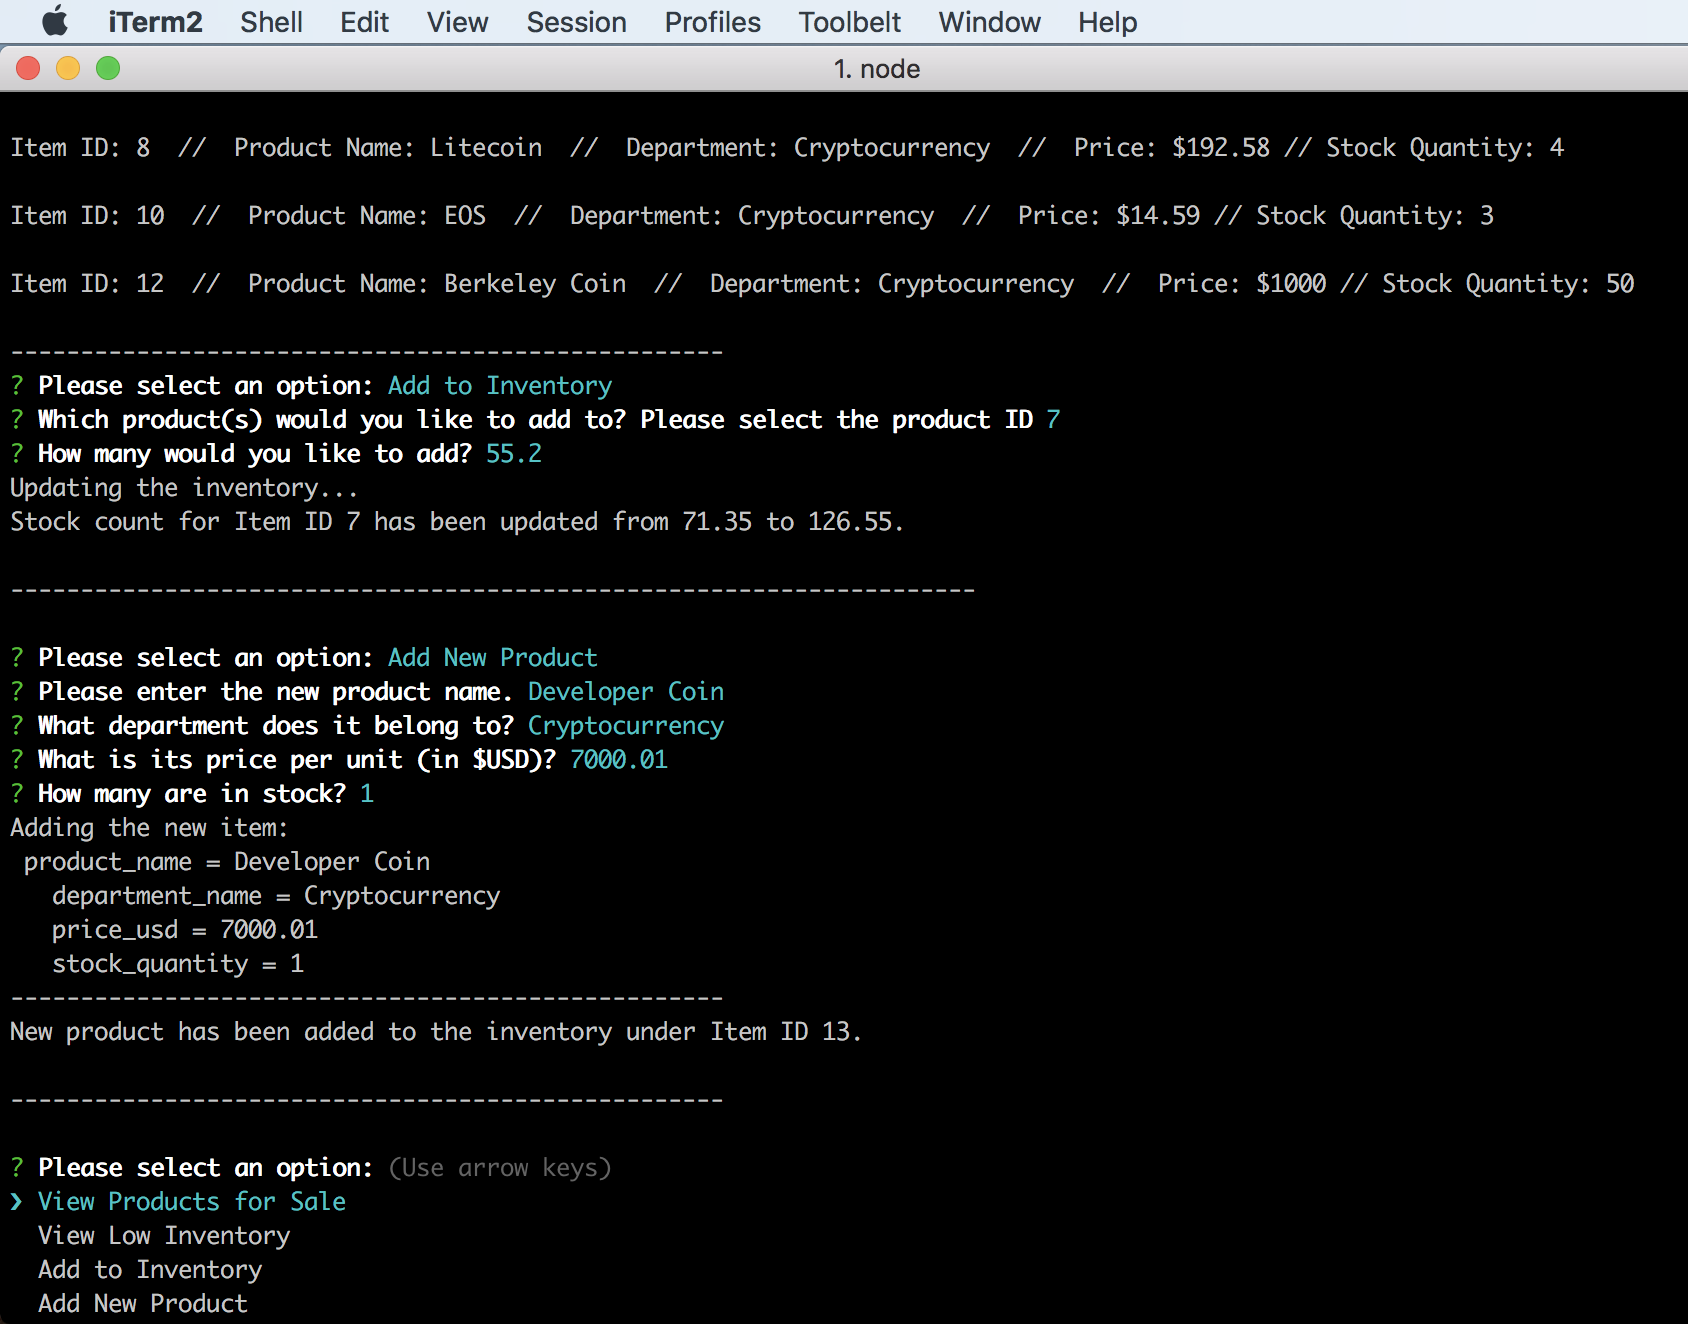 iTerm2 Shell Edit View Session Profiles Toolbelt Window Help
1. node
Item ID: 8  //  Product Name: Litecoin  //  Department: Cryptocurrency  //  Price: $192.58 // Stock Quantity: 4
Item ID: 10  //  Product Name: EOS  //  Department: Cryptocurrency  //  Price: $14.59 // Stock Quantity: 3
Item ID: 12  //  Product Name: Berkeley Coin  //  Department: Cryptocurrency  //  Price: $1000 // Stock Quantity: 50
---------------------------------------------------
? Please select an option: Add to Inventory
? Which product(s) would you like to add to? Please select the product ID 7
? How many would you like to add? 55.2
Updating the inventory...
Stock count for Item ID 7 has been updated from 71.35 to 126.55.
---------------------------------------------------------------------
? Please select an option: Add New Product
? Please enter the new product name. Developer Coin
? What department does it belong to? Cryptocurrency
? What is its price per unit (in $USD)? 7000.01
? How many are in stock? 1
Adding the new item:
 product_name = Developer Coin
   department_name = Cryptocurrency
   price_usd = 7000.01
   stock_quantity = 1
---------------------------------------------------
New product has been added to the inventory under Item ID 13.
---------------------------------------------------
? Please select an option: (Use arrow keys)
❯ View Products for Sale
  View Low Inventory
  Add to Inventory
  Add New Product